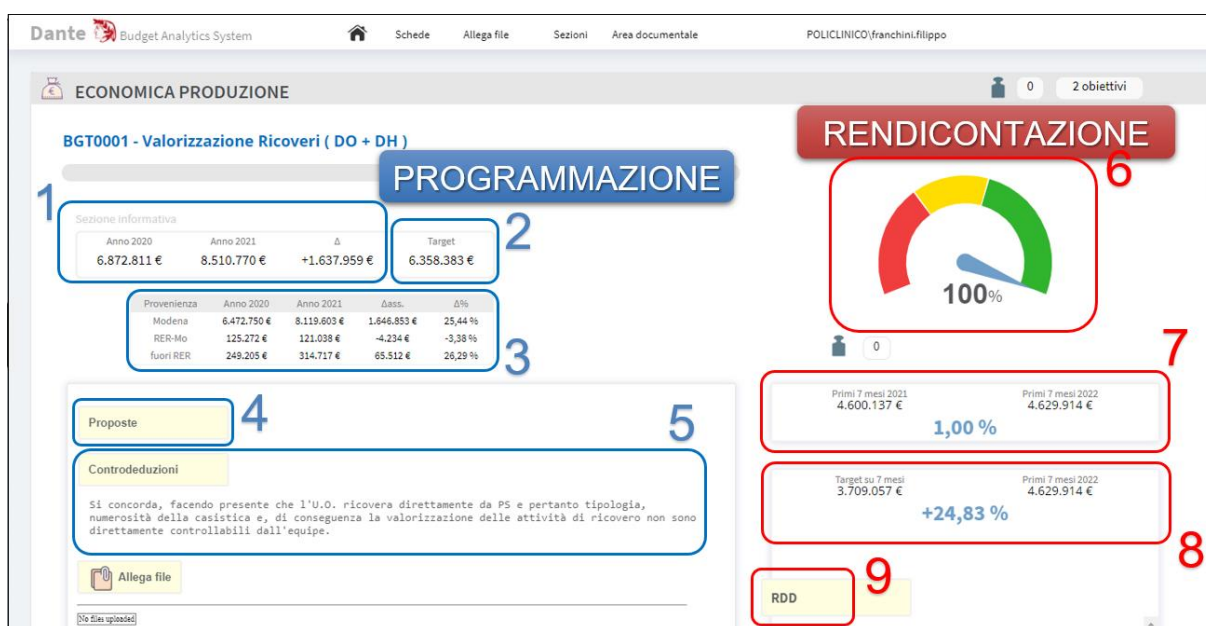 Dante Budget Analytics System Schede Allega file Sezioni Area documentale POLICLINICO\franchini.filippo
ECONOMICA PRODUZIONE 0 2 obiettivi
BGT0001 - Valorizzazione Ricoveri ( DO + DH )
PROGRAMMAZIONE
1
Sezione informativa
Anno 2020 Anno 2021 Δ Target
6.872.811 € 8.510.770 € +1.637.959 € 6.358.383 €
2
Provenienza Anno 2020 Anno 2021 Δass. Δ%
Modena 6.472.750 € 8.119.603 € 1.646.853 € 25,44 %
RER-Mo 125.272 € 121.038 € -4.234 € -3,38 %
fuori RER 249.205 € 314.717 € 65.512 € 26,29 %
3
Proposte
4
5
Controdeduzioni
Si concorda, facendo presente che l'U.O. ricovera direttamente da PS e pertanto tipologia,
numerosità della casistica e, di conseguenza la valorizzazione delle attività di ricovero non sono
direttamente controllabili dall'equipe.
Allega file
No files uploaded
RENDICONTAZIONE
6
100%
0
7
Primi 7 mesi 2021 Primi 7 mesi 2022
4.600.137 € 4.629.914 €
1,00 %
Target su 7 mesi Primi 7 mesi 2022
3.709.057 € 4.629.914 €
+24,83 %
8
RDD
9